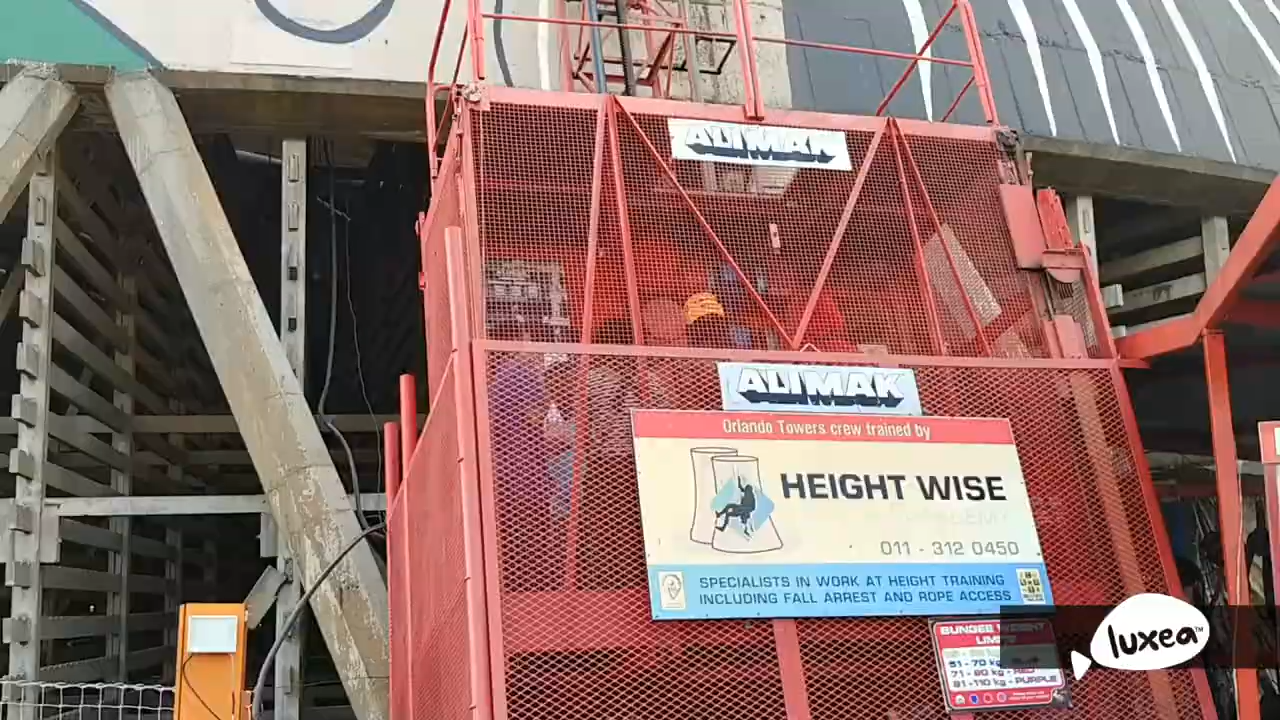 ALIMAK
ALIMAK
Orlando Towers crew trained by
HEIGHT WISE
ACADEMY
011 - 312 0450
SPECIALISTS IN WORK AT HEIGHT TRAINING
INCLUDING FALL ARREST AND ROPE ACCESS
BUNGEE WEIGHT
LIMITS
51 - 70 kg
71 - 90 kg - RED
91 - 110 kg - PURPLE
luxea™